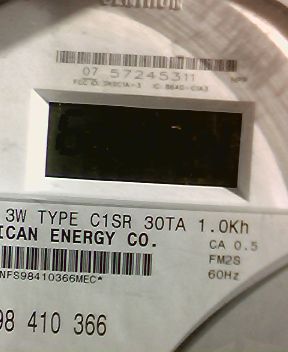 07 57245311
3W TYPE C1SR 30TA 1.0Kh
ICAN ENERGY CO.
CA 0.5
FM2S
NFS98410366MEC*
60Hz
98 410 366